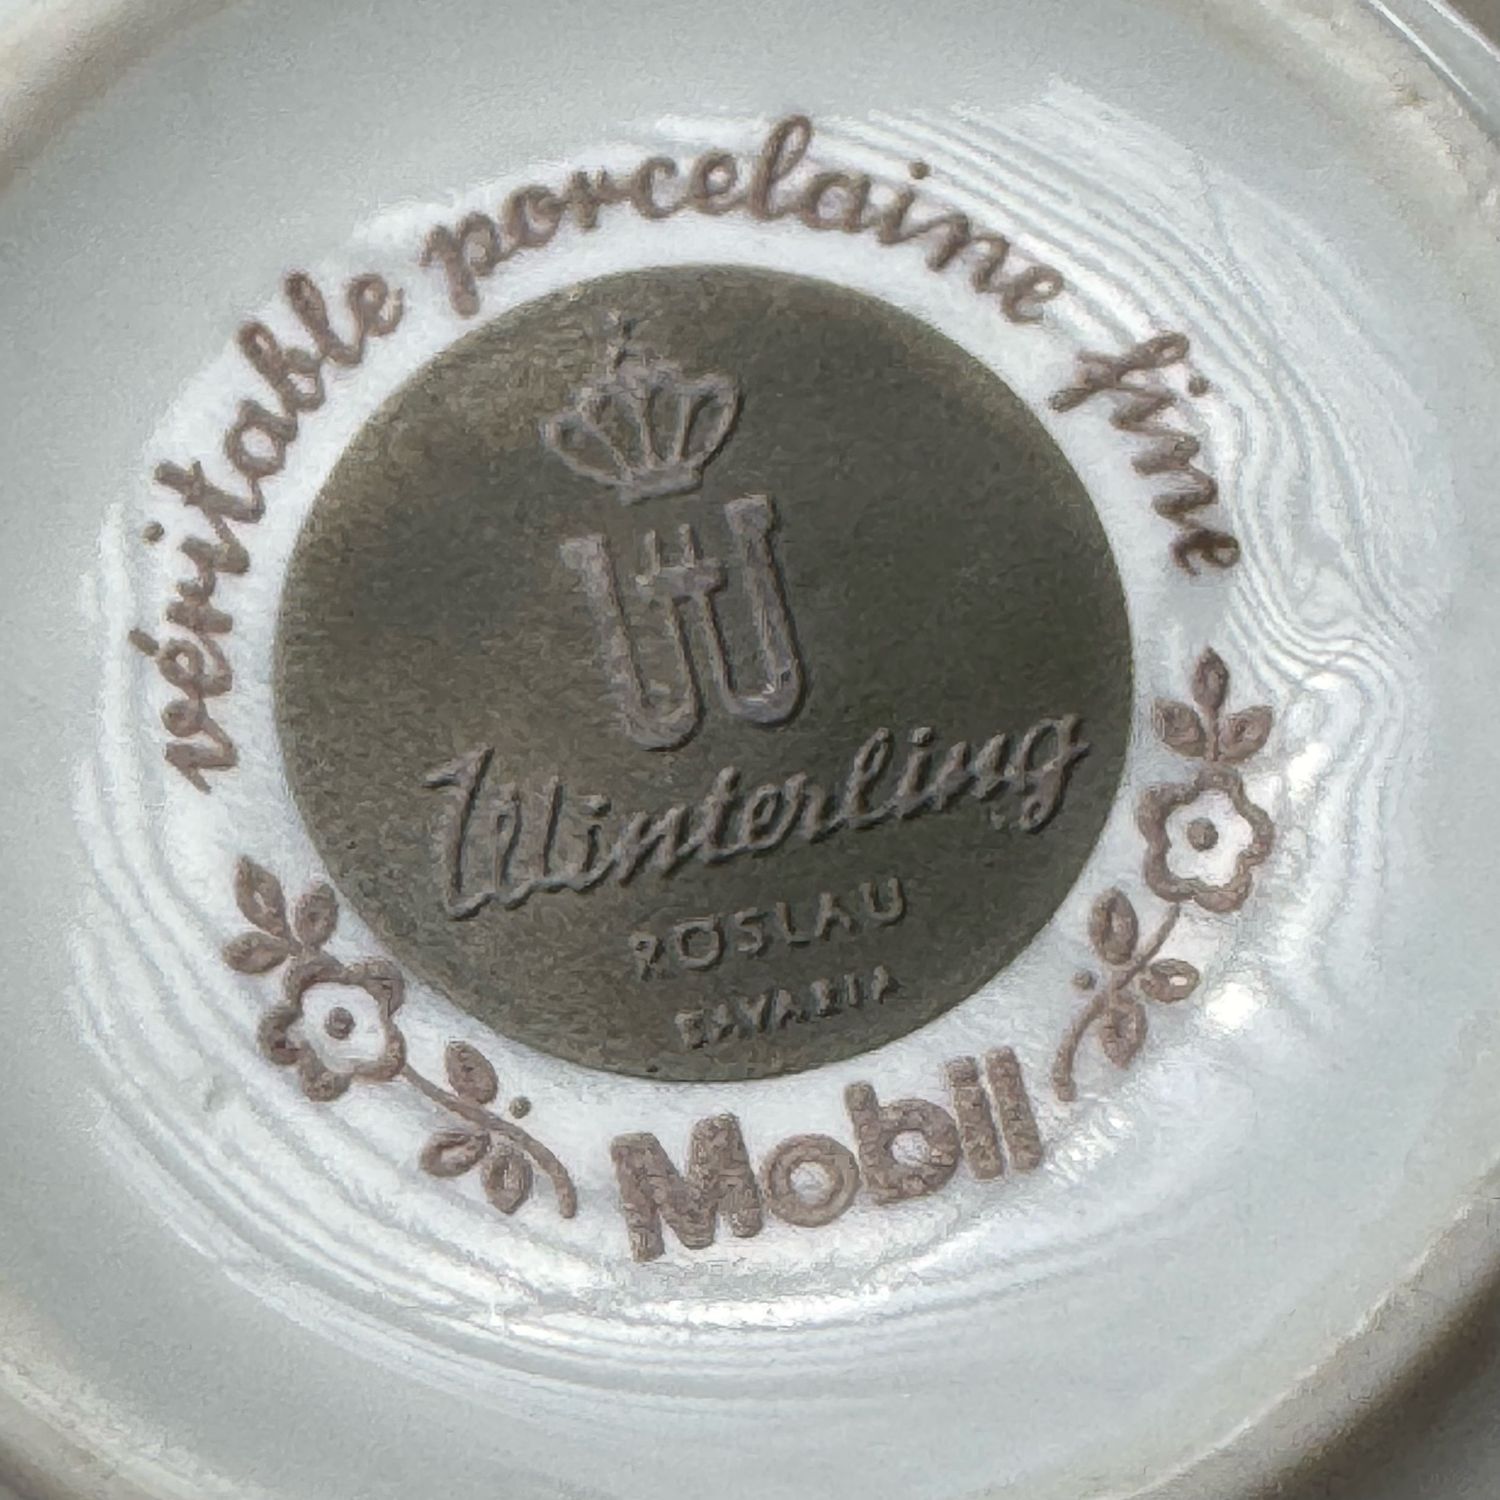 véritable porcelaine fine
Winterling
RÖSLAU
BAVARIA
Mobil